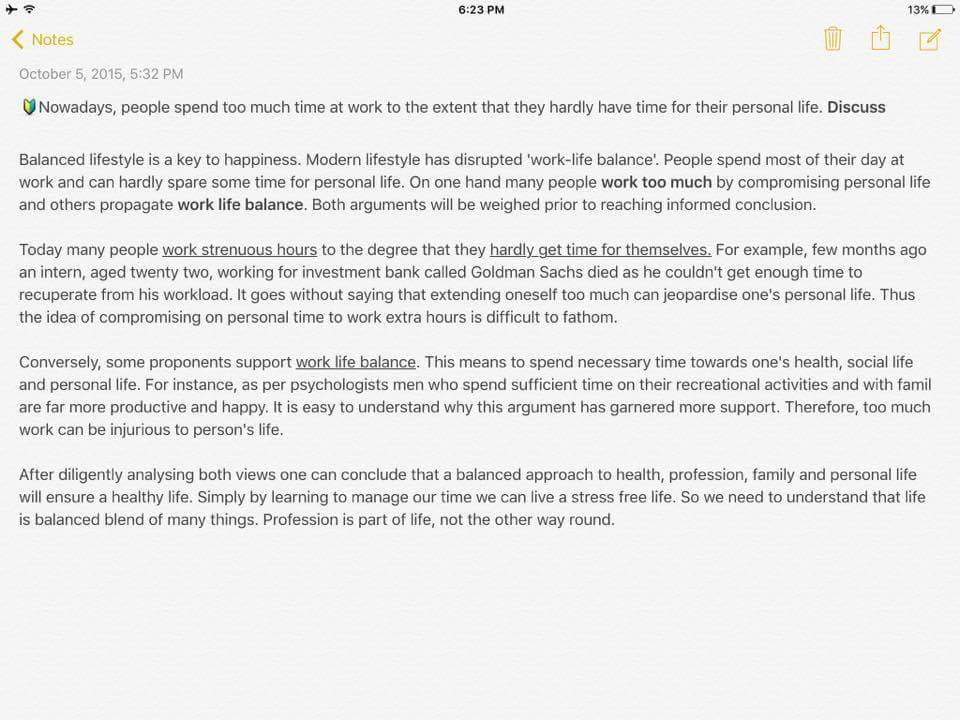 6:23 PM
13%
Notes
October 5, 2015, 5:32 PM
🔰Nowadays, people spend too much time at work to the extent that they hardly have time for their personal life. Discuss
Balanced lifestyle is a key to happiness. Modern lifestyle has disrupted 'work-life balance'. People spend most of their day at
work and can hardly spare some time for personal life. On one hand many people work too much by compromising personal life
and others propagate work life balance. Both arguments will be weighed prior to reaching informed conclusion.
Today many people work strenuous hours to the degree that they hardly get time for themselves. For example, few months ago
an intern, aged twenty two, working for investment bank called Goldman Sachs died as he couldn't get enough time to
recuperate from his workload. It goes without saying that extending oneself too much can jeopardise one's personal life. Thus
the idea of compromising on personal time to work extra hours is difficult to fathom.
Conversely, some proponents support work life balance. This means to spend necessary time towards one's health, social life
and personal life. For instance, as per psychologists men who spend sufficient time on their recreational activities and with famil
are far more productive and happy. It is easy to understand why this argument has garnered more support. Therefore, too much
work can be injurious to person's life.
After diligently analysing both views one can conclude that a balanced approach to health, profession, family and personal life
will ensure a healthy life. Simply by learning to manage our time we can live a stress free life. So we need to understand that life
is balanced blend of many things. Profession is part of life, not the other way round.